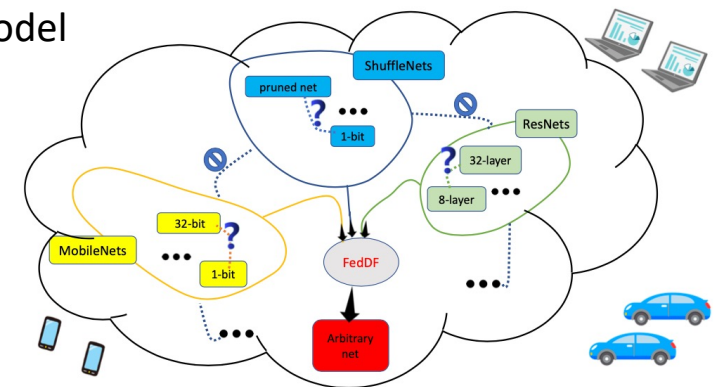 odel
ShuffleNets
pruned net
?
1-bit
ResNets
?
32-layer
8-layer
32-bit
?
MobileNets
1-bit
FedDF
Arbitrary
net